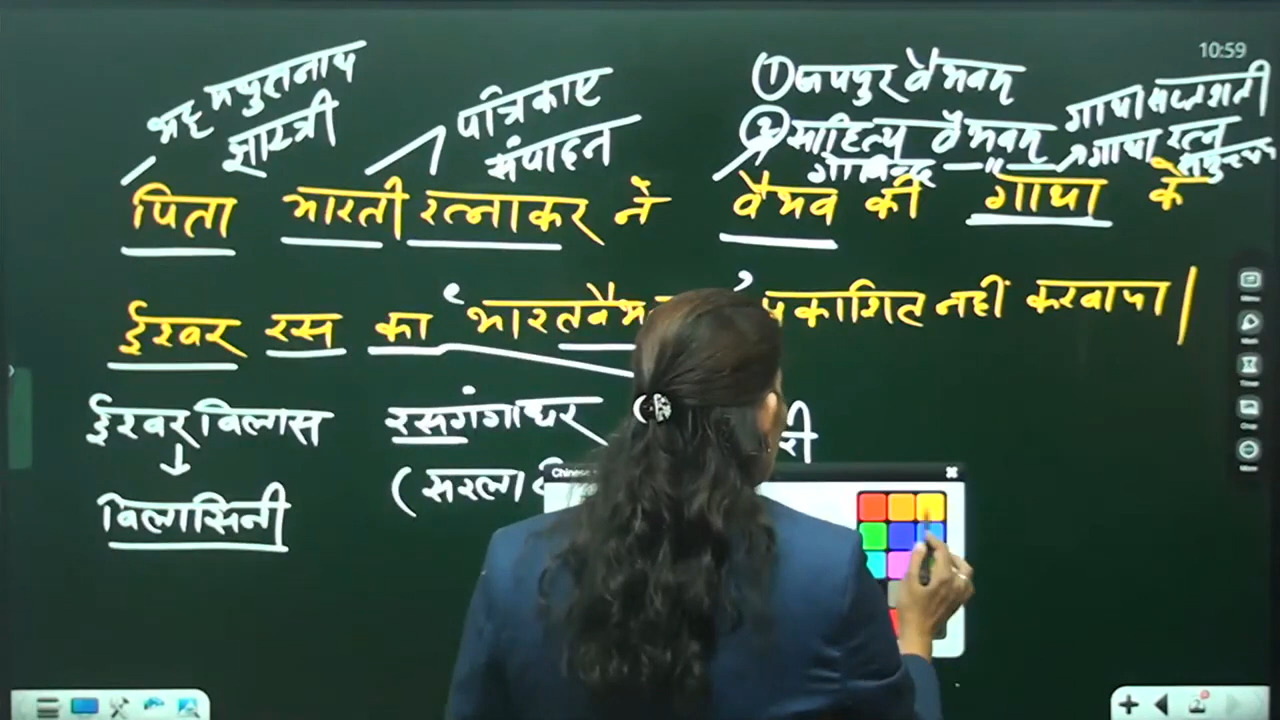 10:59
भट्ट मथुरानाथ
शास्त्री
पत्रिकाए
संपादन
① जयपुर वैभवम्
② साहित्य वैभवम्
गोविन्द —"—
गाथा सप्तशती
गाथा रत्न
पिता भारती रत्नाकर ने वैभव की गाथा के
ईश्वर रस का ' भारतवैभ ' प्रकाशित नहीं करवाया |
ईश्वर विलास
↓
विलासिनी
रसगंगाधर
(सरला
री